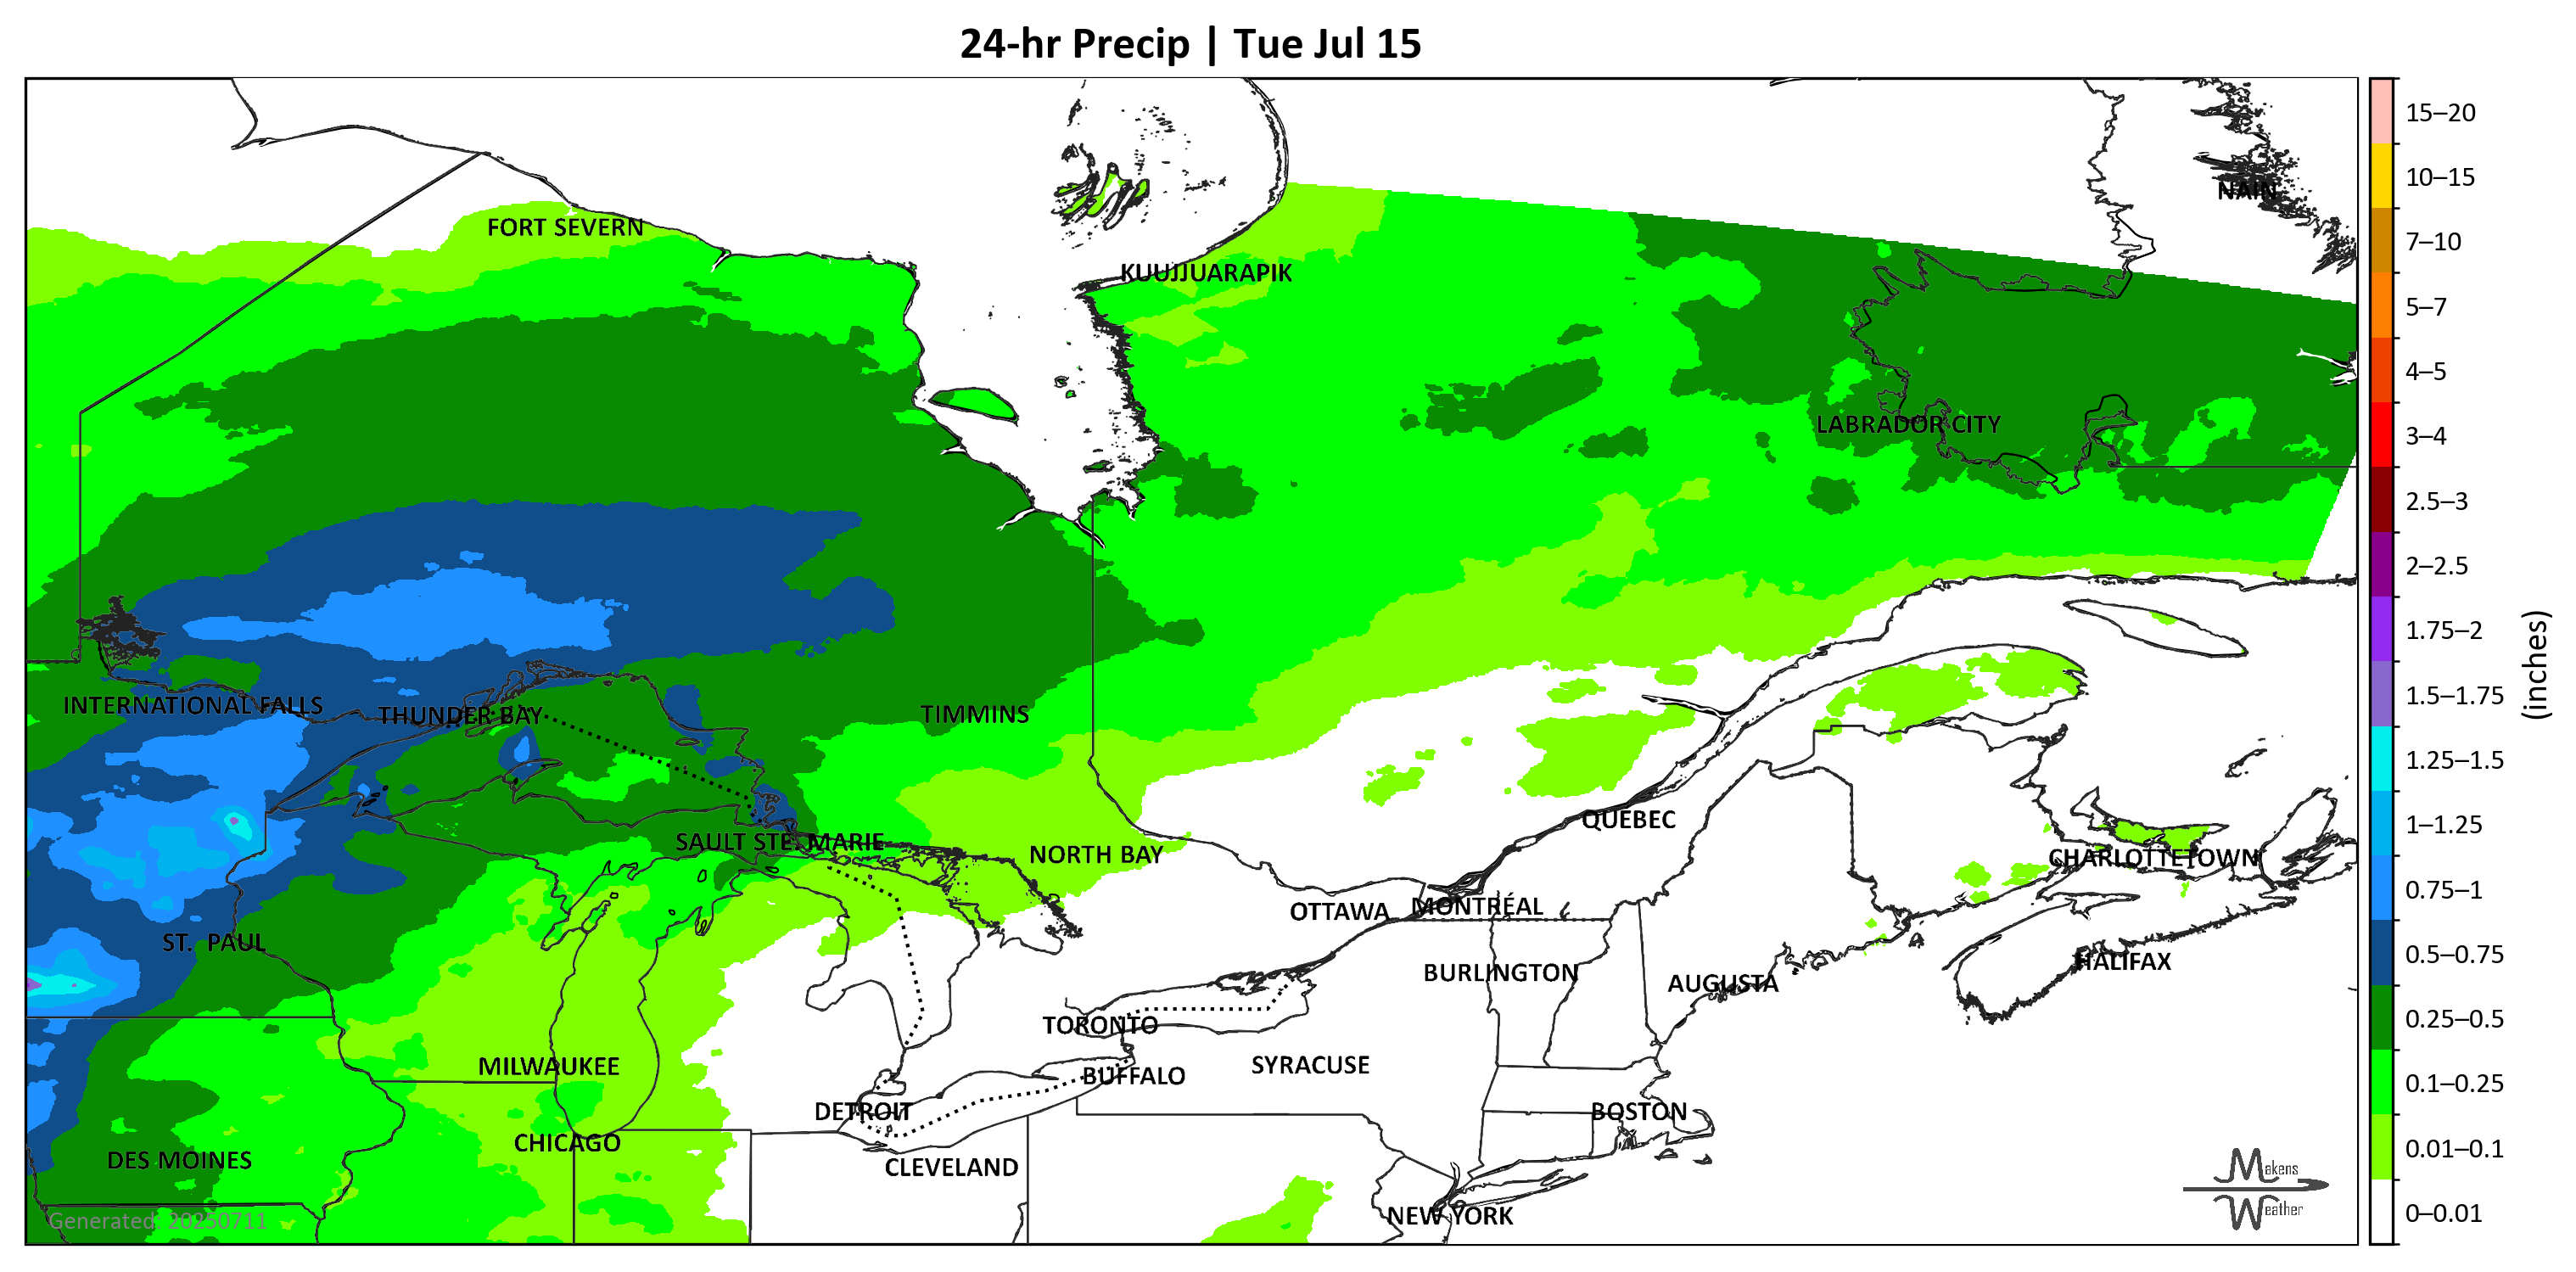 24-hr Precip | Tue Jul 15
NAIN
FORT SEVERN
KUUJJUARAPIK
LABRADOR CITY
INTERNATIONAL FALLS
THUNDER BAY
TIMMINS
QUEBEC
SAULT STE. MARIE
NORTH BAY
CHARLOTTETOWN
OTTAWA
MONTRÉAL
ST. PAUL
HALIFAX
BURLINGTON
AUGUSTA
TORONTO
MILWAUKEE
SYRACUSE
BUFFALO
DETROIT
BOSTON
CHICAGO
DES MOINES
CLEVELAND
NEW YORK
Generated: 20250711
Makens
Weather
15–20
10–15
7–10
5–7
4–5
3–4
2.5–3
2–2.5
1.75–2
1.5–1.75
1.25–1.5
1–1.25
0.75–1
0.5–0.75
0.25–0.5
0.1–0.25
0.01–0.1
0–0.01
(inches)